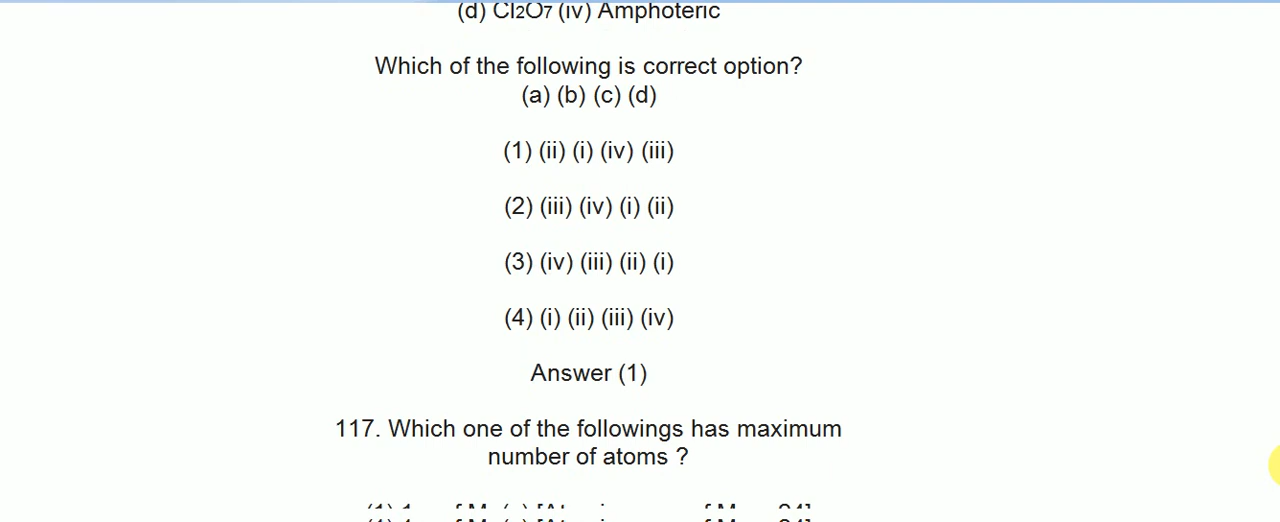 (d) Cl2O7 (iv) Amphoteric
Which of the following is correct option?
(a) (b) (c) (d)
(1) (ii) (i) (iv) (iii)
(2) (iii) (iv) (i) (ii)
(3) (iv) (iii) (ii) (i)
(4) (i) (ii) (iii) (iv)
Answer (1)
117. Which one of the followings has maximum
number of atoms ?